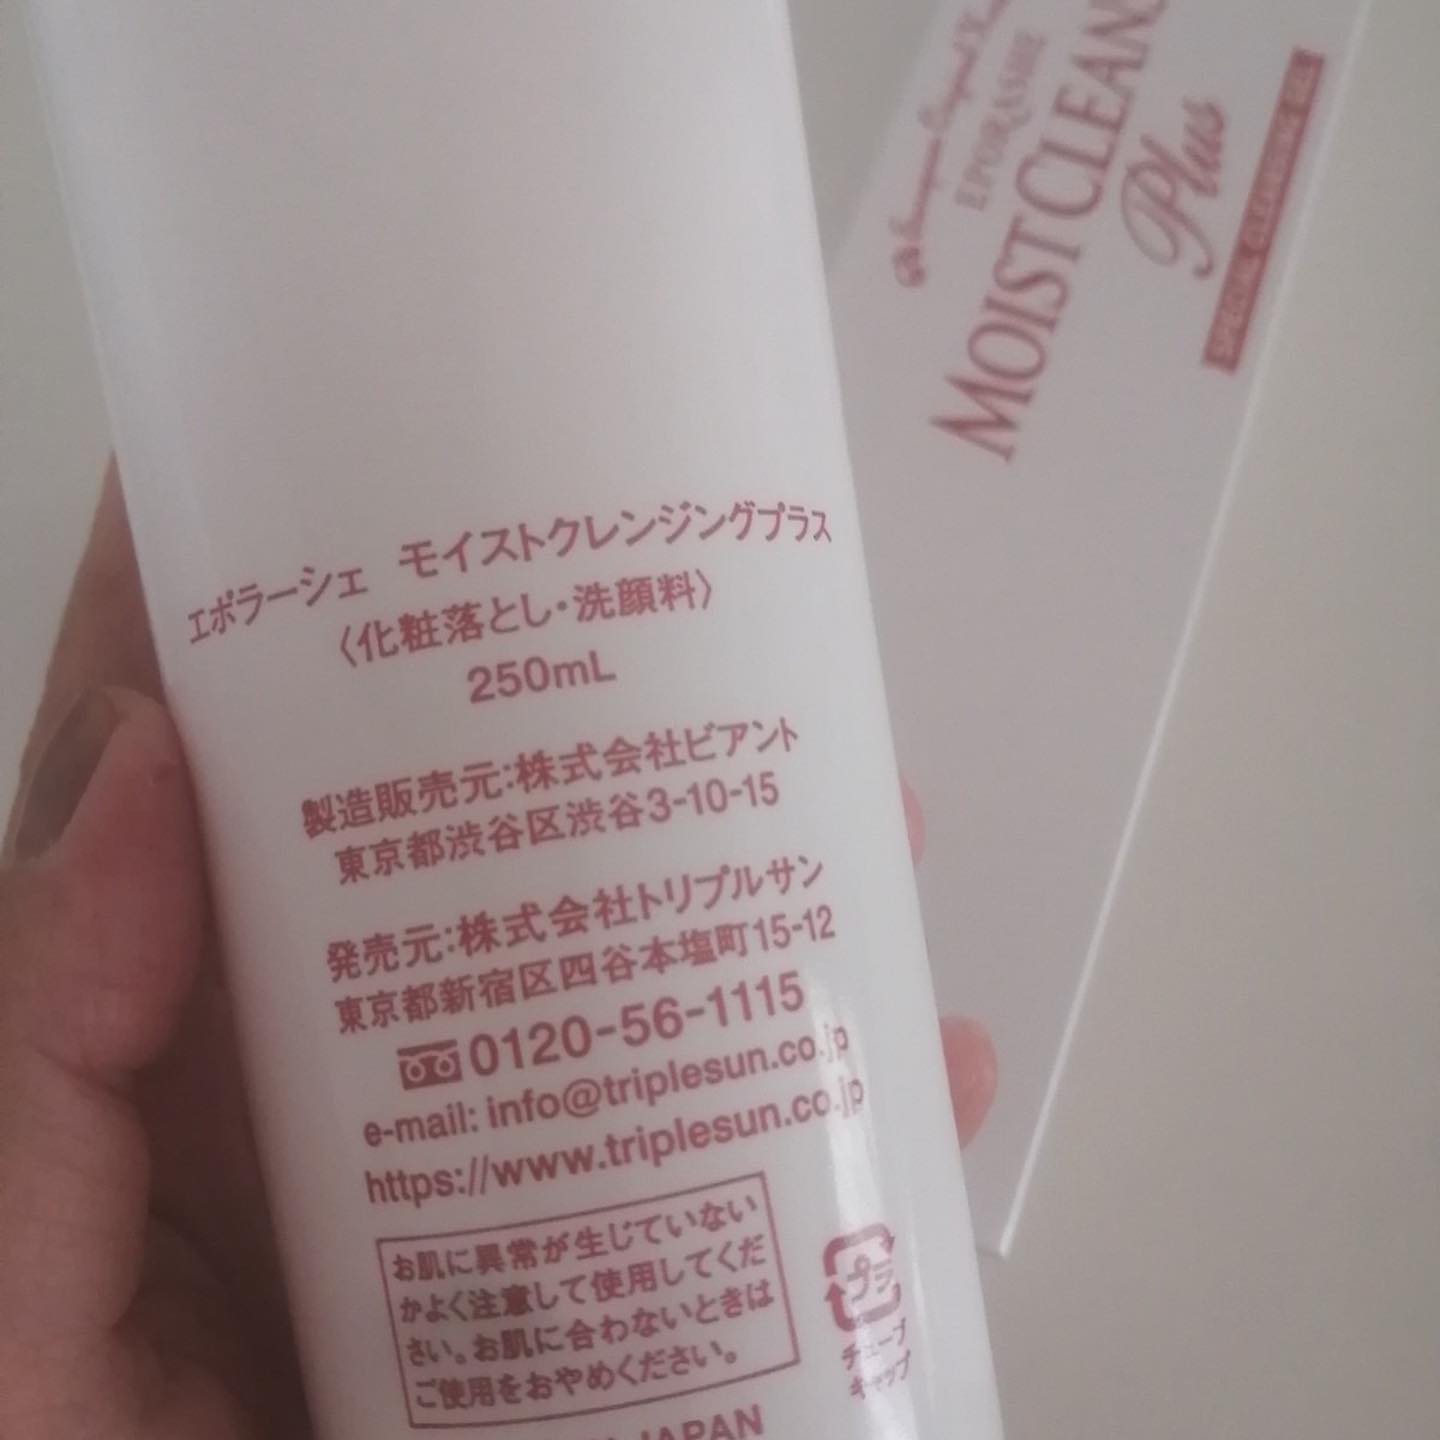 エポラーシェ モイストクレンジングプラス
〈化粧落とし・洗顔料〉
250mL
製造販売元:株式会社ビアント
東京都渋谷区渋谷3-10-15
発売元:株式会社トリプルサン
東京都新宿区四谷本塩町15-12
0120-56-1115
e-mail: info@triplesun.co.jp
https://www.triplesun.co.jp
お肌に異常が生じていない
かよく注意して使用してくだ
さい。お肌に合わないときは
ご使用をおやめください。
プラ
チューブ
キャップ
JAPAN
EPORASHE
MOIST CLEANS
Plus
SPECIAL CLEANSING GEL